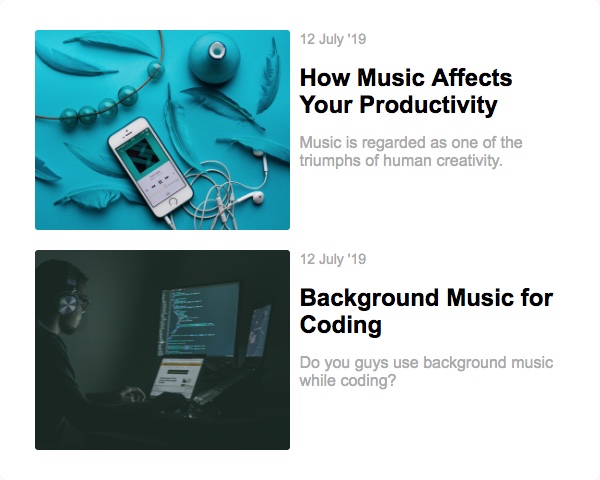 12 July '19
How Music Affects
Your Productivity
Music is regarded as one of the
triumphs of human creativity.
12 July '19
Background Music for
Coding
Do you guys use background music
while coding?